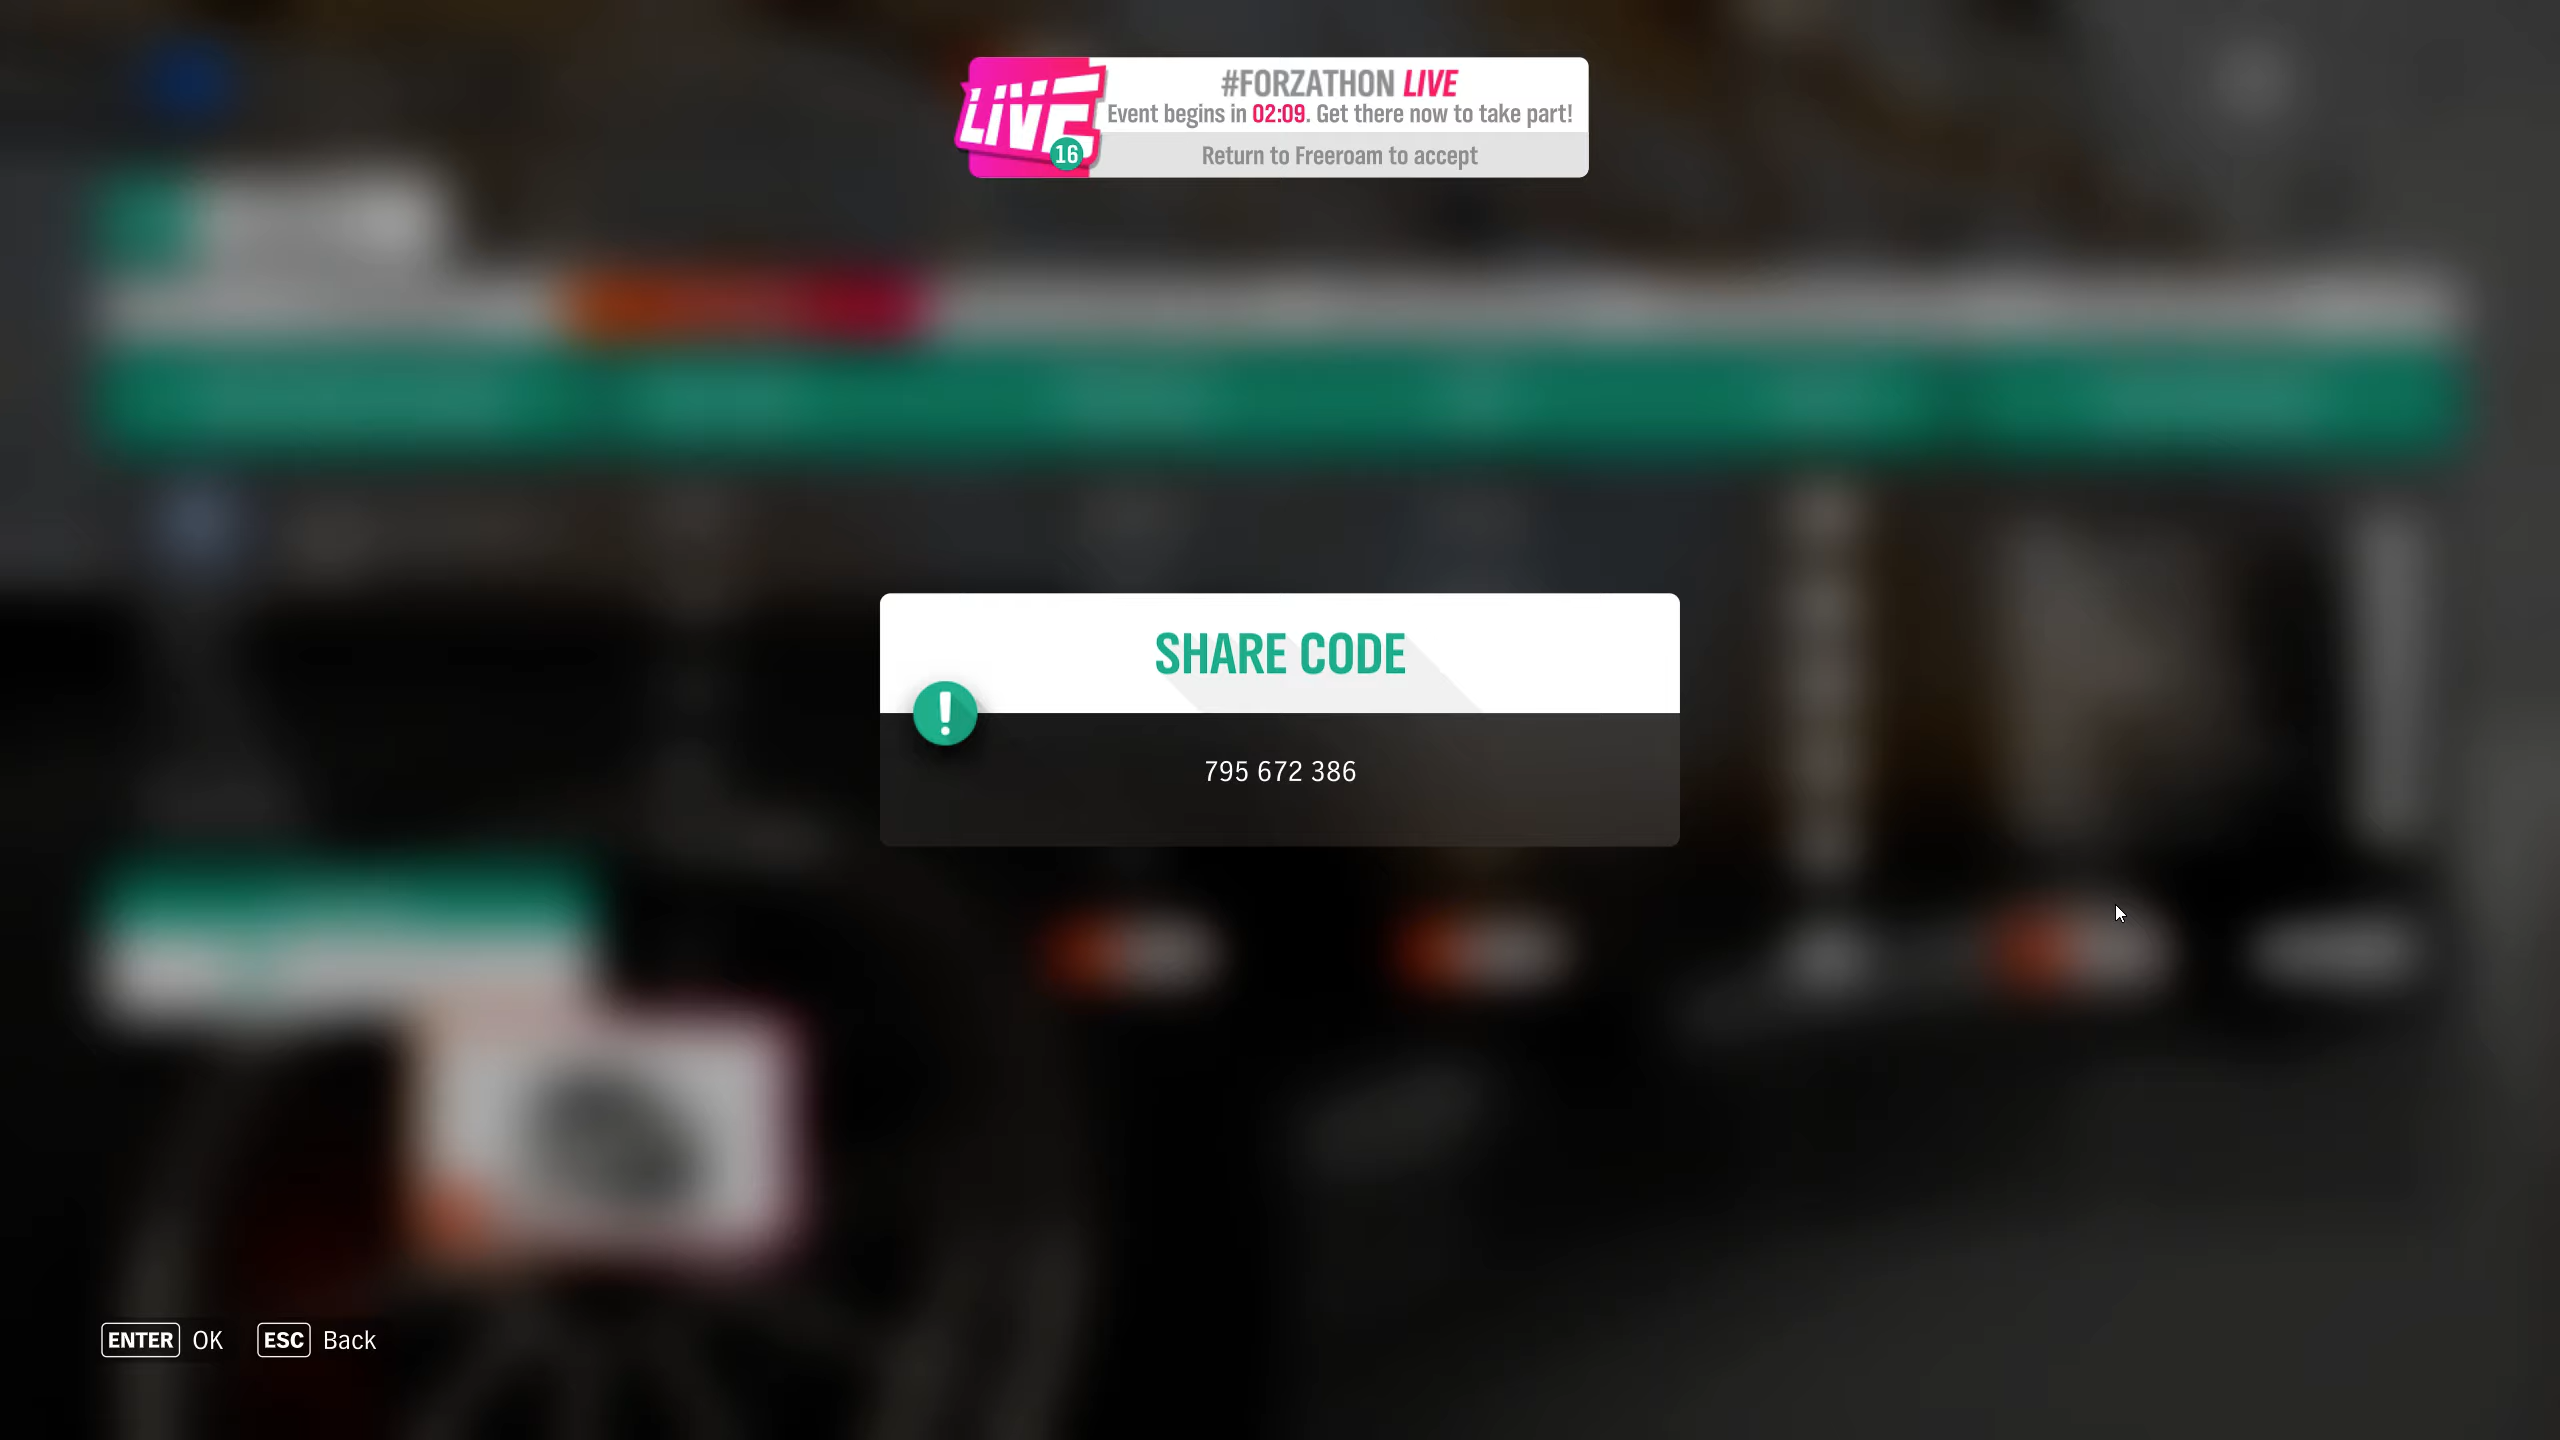 LIVE
16
#FORZATHON LIVE
Event begins in 02:09. Get there now to take part!
Return to Freeroam to accept
SHARE CODE
!
795 672 386
ENTER OK ESC Back